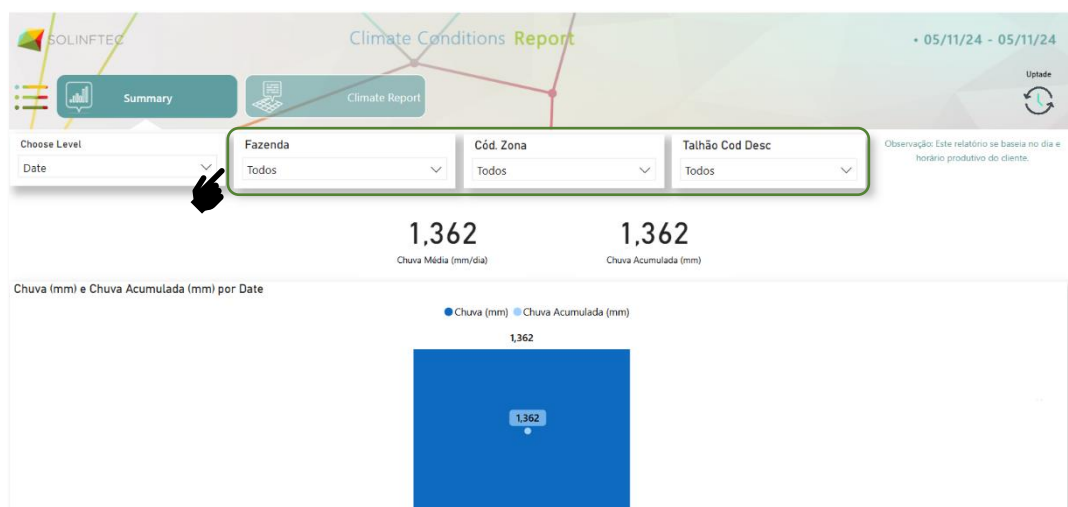 SOLINFTEC
Climate Conditions Report
• 05/11/24 - 05/11/24
Uptade
Summary
Climate Report
Choose Level
Date
Fazenda
Todos
Cód. Zona
Todos
Talhão Cod Desc
Todos
Observação: Este relatório se baseia no dia e
horário produtivo do cliente.
1,362
Chuva Média (mm/dia)
1,362
Chuva Acumulada (mm)
Chuva (mm) e Chuva Acumulada (mm) por Date
Chuva (mm) Chuva Acumulada (mm)
1,362
1,362